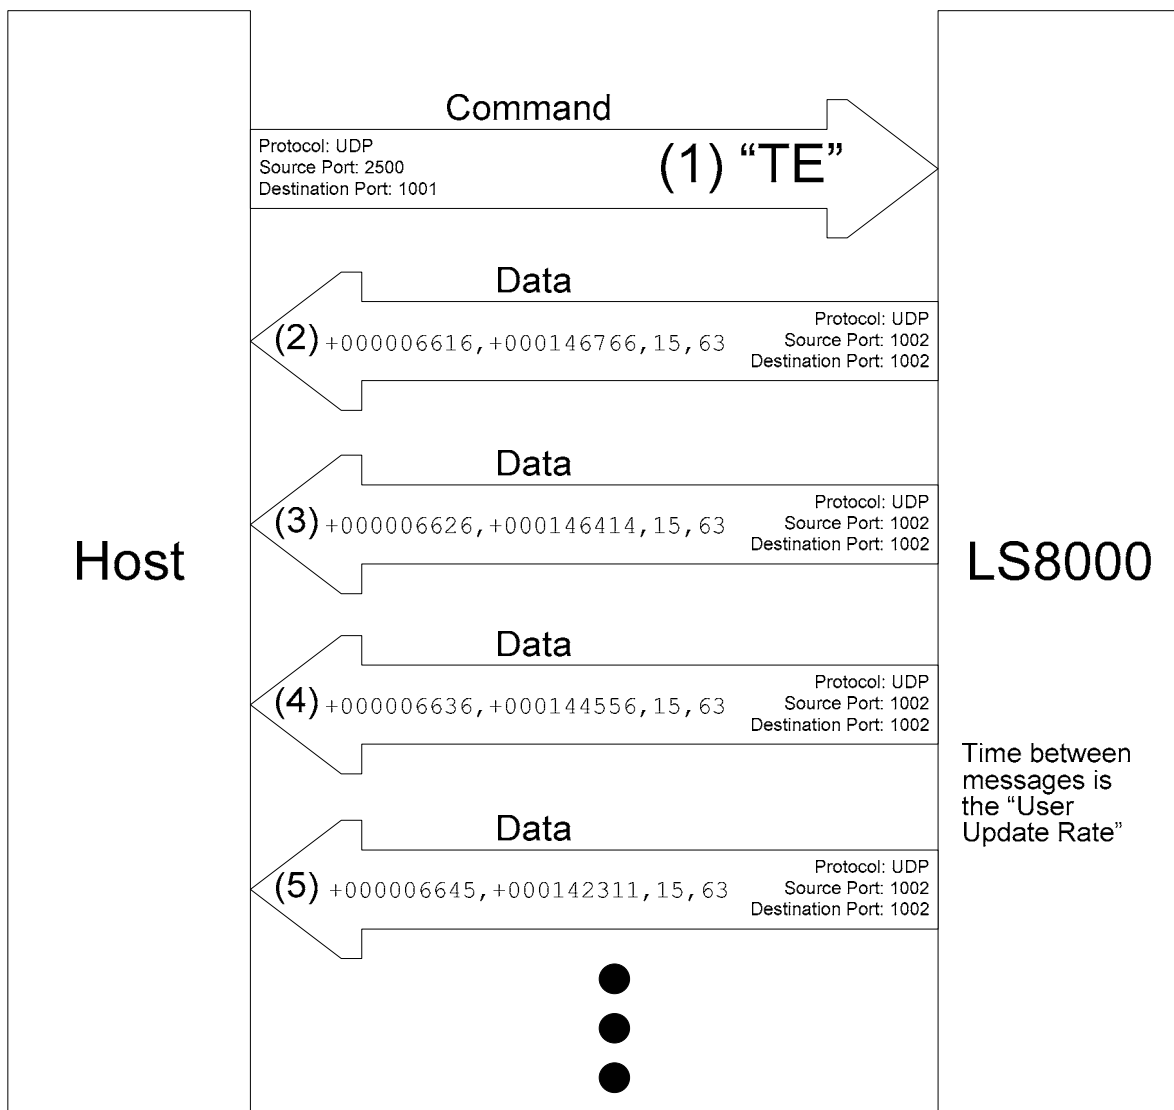 Command
Protocol: UDP
Source Port: 2500
Destination Port: 1001
(1) “TE”
Data
(2) +000006616,+000146766,15,63
Protocol: UDP
Source Port: 1002
Destination Port: 1002
Data
(3) +000006626,+000146414,15,63
Protocol: UDP
Source Port: 1002
Destination Port: 1002
Host
LS8000
Data
(4) +000006636,+000144556,15,63
Protocol: UDP
Source Port: 1002
Destination Port: 1002
Time between
messages is
the “User
Update Rate”
Data
(5) +000006645,+000142311,15,63
Protocol: UDP
Source Port: 1002
Destination Port: 1002